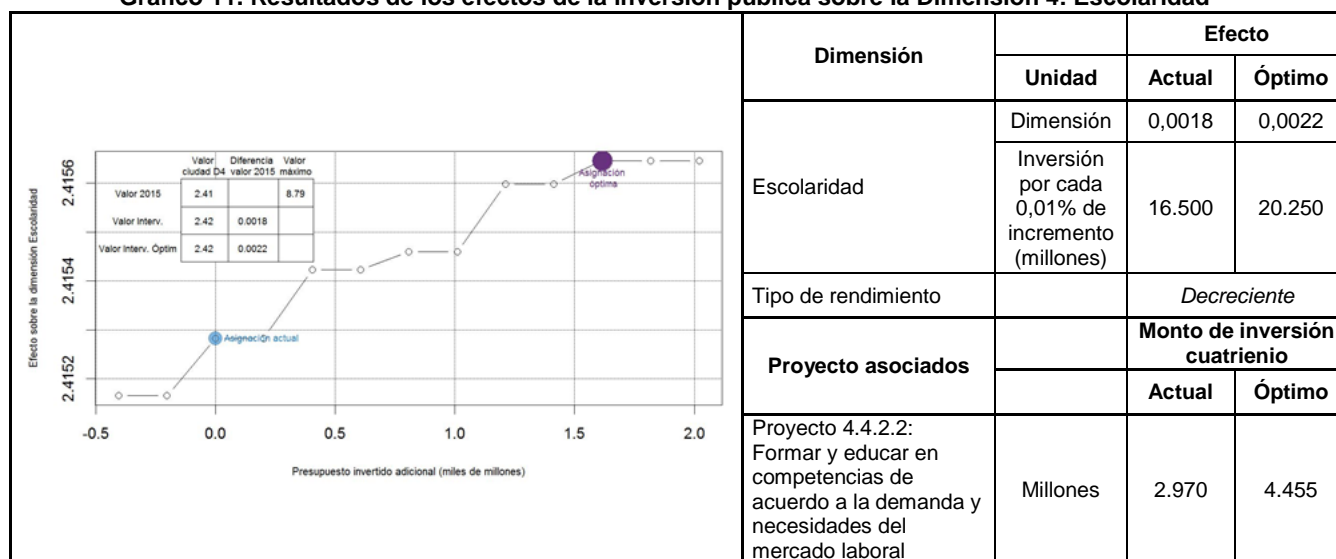 Gráfico 11. Resultados de los efectos de la inversión pública sobre la Dimensión 4. Escolaridad
Efecto sobre la dimensión Escolaridad
2.4156
2.4154
2.4152
Valor ciudad D4
Diferencia valor 2015
Valor máximo
Valor 2015 2.41 8.79
Valor Interv. 2.42 0.0018
Valor Interv. Óptim 2.42 0.0022
Asignación actual
Asignación óptima
-0.5 0.0 0.5 1.0 1.5 2.0
Presupuesto invertido adicional (miles de millones)
Dimensión
Efecto
Unidad Actual Óptimo
Escolaridad
Dimensión 0,0018 0,0022
Inversión
por cada
0,01% de
incremento
(millones)
16.500 20.250
Tipo de rendimiento Decreciente
Proyecto asociados
Monto de inversión
cuatrienio
Actual Óptimo
Proyecto 4.4.2.2:
Formar y educar en
competencias de
acuerdo a la demanda y
necesidades del
mercado laboral
Millones 2.970 4.455